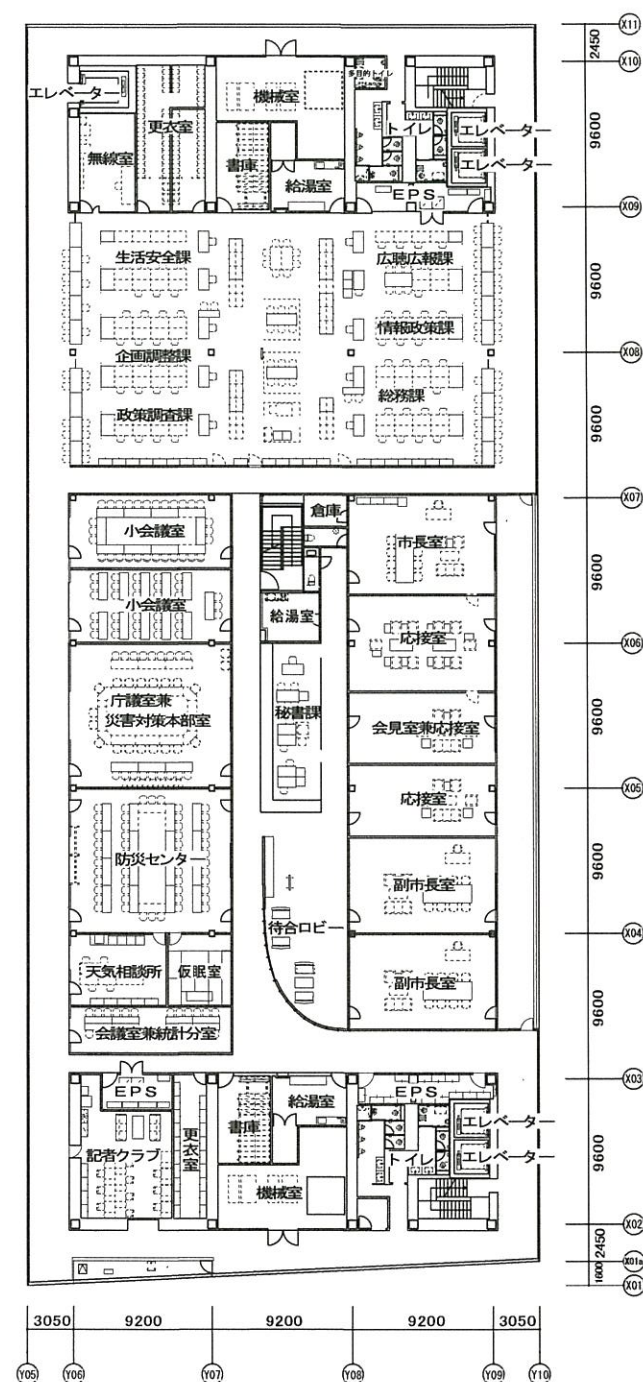 X11
2450
X10
エレベーター
更衣室
機械室
多目的トイレ
トイレ
エレベーター
エレベーター
9600
無線室
書庫
給湯室
EPS
X09
生活安全課
広聴広報課
9600
情報政策課
企画調整課
X08
政策調査課
総務課
9600
X07
小会議室
倉庫
市長室
小会議室
給湯室
9600
応接室
X06
庁議室兼
災害対策本部室
秘書課
会見室兼応接室
9600
X05
応接室
防災センター
副市長室
9600
待合ロビー
X04
天気相談所
仮眠室
副市長室
9600
会議室兼統計分室
X03
EPS
給湯室
EPS
書庫
エレベーター
記者クラブ
更衣室
トイレ
エレベーター
9600
機械室
X02
2450
X01a
1600
X01
3050
9200
9200
9200
3050
Y05
Y06
Y07
Y08
Y09
Y10